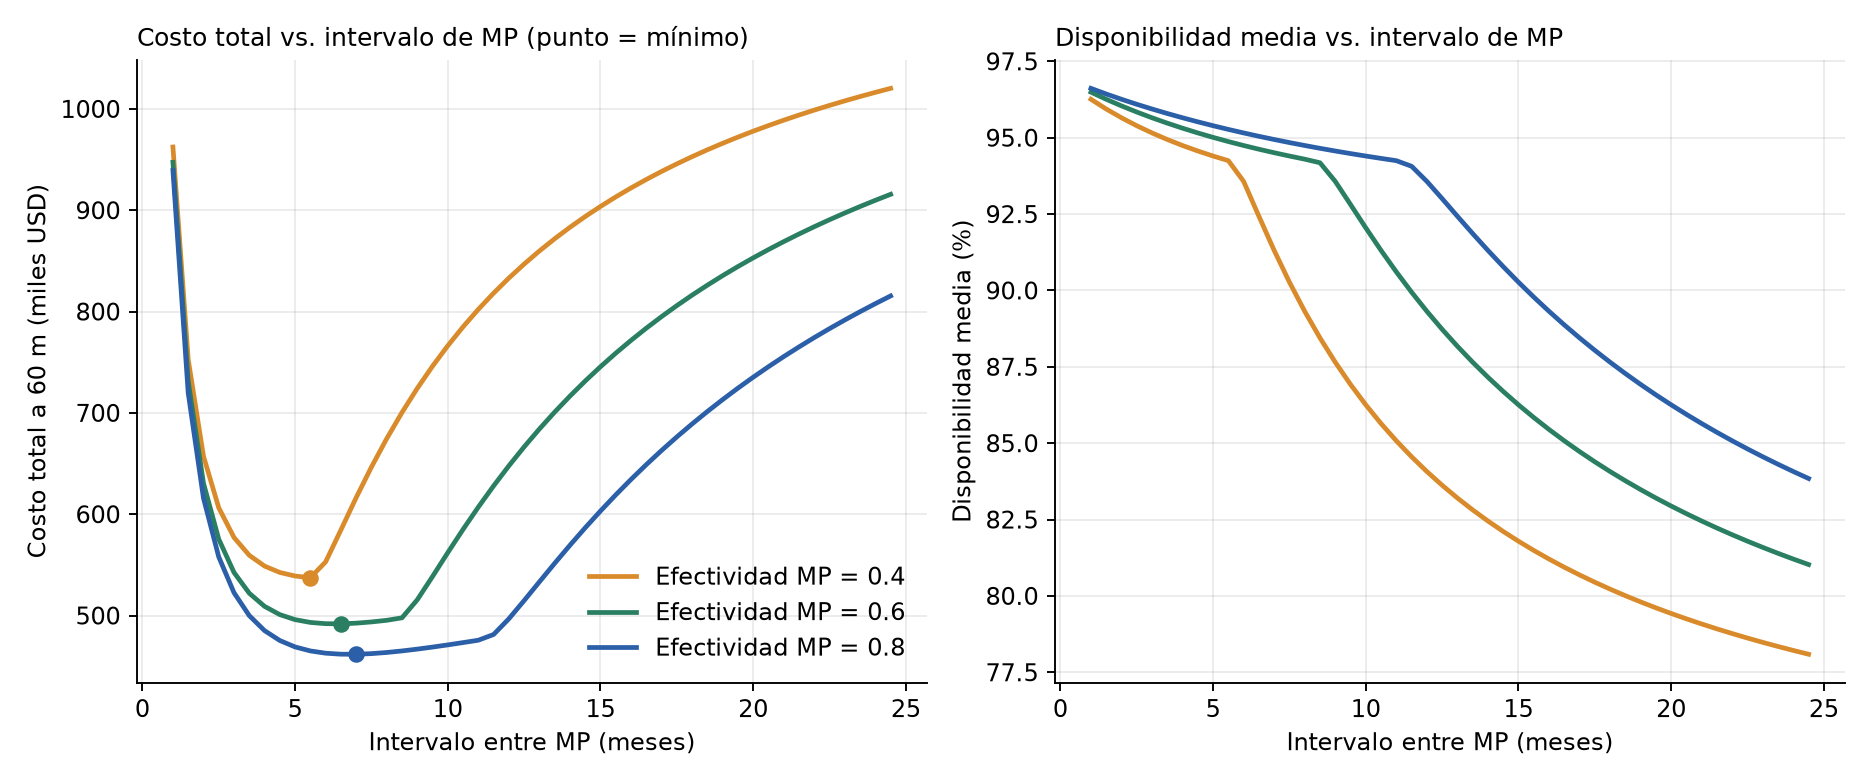 Costo total vs. intervalo de MP (punto = mínimo)
Costo total a 60 m (miles USD)
1000
900
800
700
600
500
0 5 10 15 20 25
Intervalo entre MP (meses)
Efectividad MP = 0.4
Efectividad MP = 0.6
Efectividad MP = 0.8
Disponibilidad media vs. intervalo de MP
Disponibilidad media (%)
97.5
95.0
92.5
90.0
87.5
85.0
82.5
80.0
77.5
0 5 10 15 20 25
Intervalo entre MP (meses)